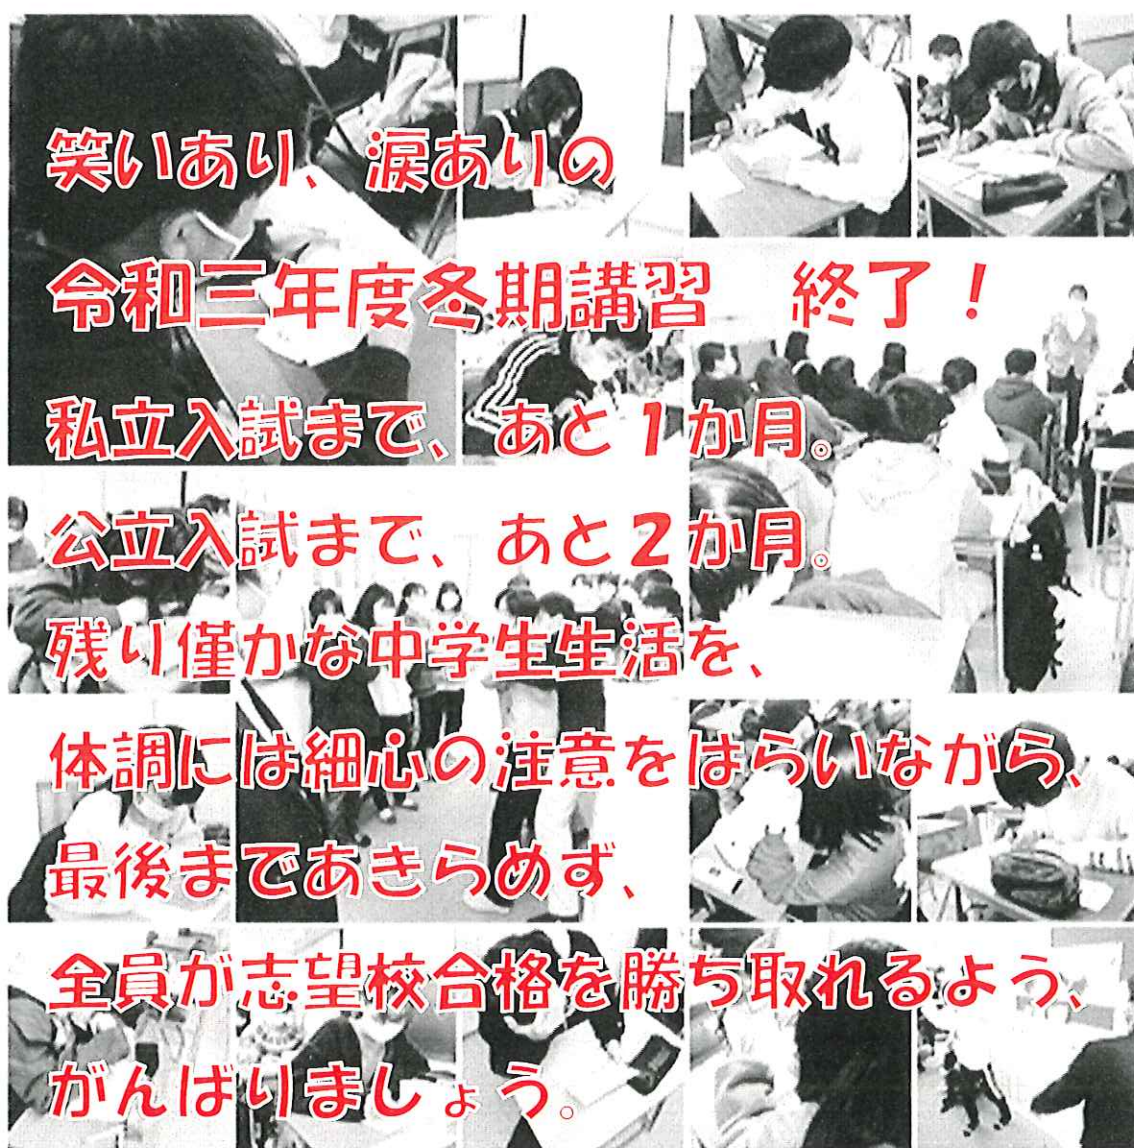 笑いあり、涙ありの
令和三年度冬期講習　終了！
私立入試まで、あと1か月。
公立入試まで、あと2か月。
残り僅かな中学生生活を、
体調には細心の注意をはらいながら、
最後まであきらめず、
全員が志望校合格を勝ち取れるよう、
がんばりましょう。